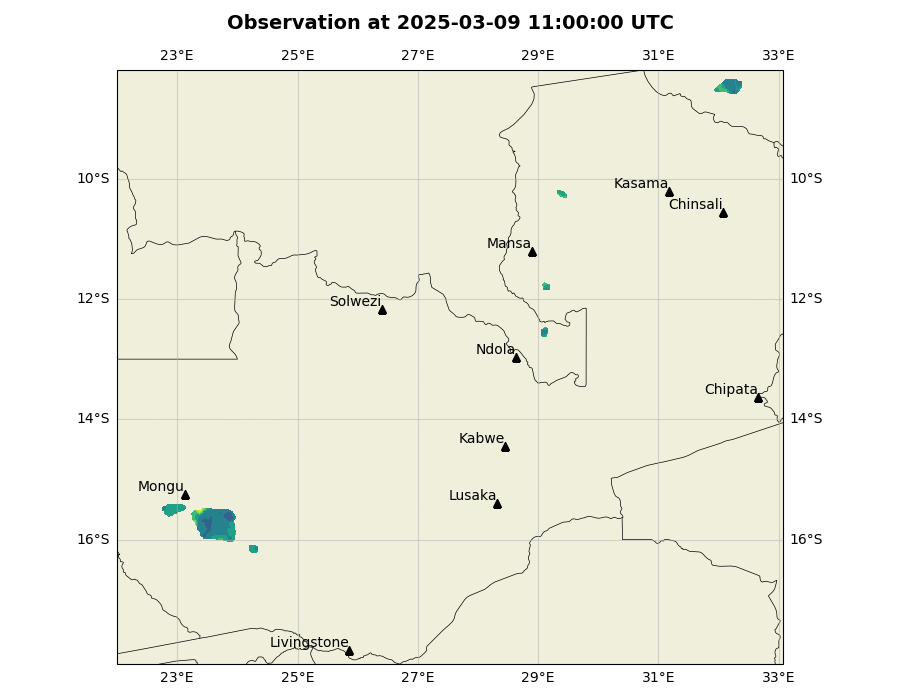 Observation at 2025-03-09 11:00:00 UTC
23°E 25°E 27°E 29°E 31°E 33°E
10°S 10°S
Kasama
Chinsali
Mansa
12°S 12°S
Solwezi
Ndola
Chipata
14°S 14°S
Kabwe
Mongu
Lusaka
16°S 16°S
Livingstone
23°E 25°E 27°E 29°E 31°E 33°E